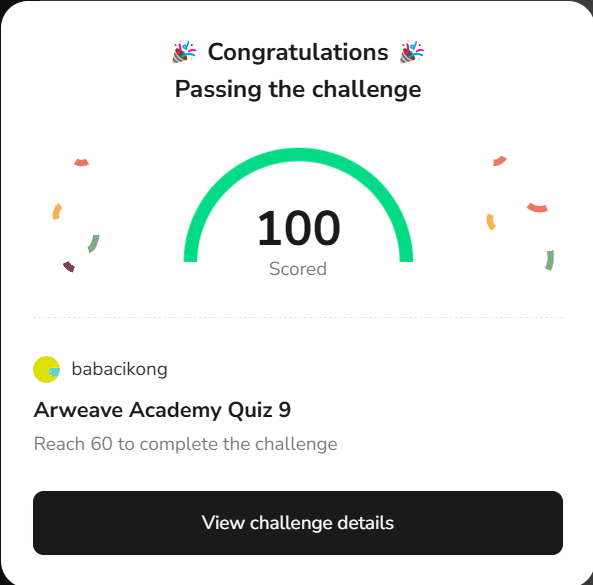 🎉 Congratulations 🎉
Passing the challenge
100
Scored
babacikong
Arweave Academy Quiz 9
Reach 60 to complete the challenge
View challenge details